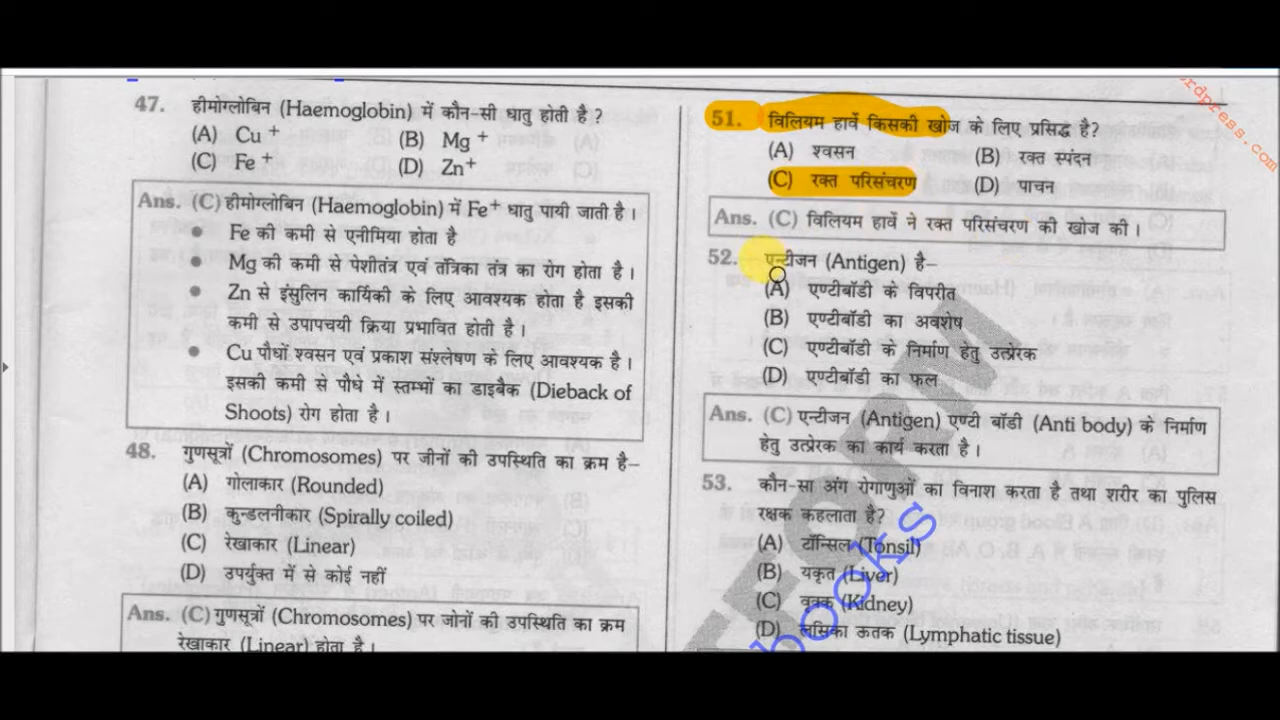 47. हीमोग्लोबिन (Haemoglobin) में कौन-सी धातु होती है?
(A) Cu + (B) Mg +
(C) Fe + (D) Zn+
Ans. (C) हीमोग्लोबिन (Haemoglobin) में Fe+ धातु पायी जाती है।
• Fe की कमी से एनीमिया होता है
Mg की कमी से पेशीतंत्र एवं तंत्रिका तंत्र का रोग होता है।
• Zn से इंसुलिन कार्यिकी के लिए आवश्यक होता है इसकी
कमी से उपापचयी क्रिया प्रभावित होती है।
• Cu पौधों श्वसन एवं प्रकाश संश्लेषण के लिए आवश्यक है।
इसकी कमी से पौधे में स्तम्भों का डाइबैक (Dieback of
Shoots) रोग होता है।
48. गुणसूत्रों (Chromosomes) पर जीनों की उपस्थिति का क्रम है–
(A) गोलाकार (Rounded)
(B) कुन्डलनीकार (Spirally coiled)
(C) रेखाकार (Linear)
(D) उपर्युक्त में से कोई नहीं
Ans. (C) गुणसूत्रों (Chromosomes) पर जीनों की उपस्थिति का क्रम
रेखाकार (Linear) होता है।
51. विलियम हार्वे किसकी खोज के लिए प्रसिद्ध है?
(A) श्वसन (B) रक्त स्पंदन
(C) रक्त परिसंचरण (D) पाचन
Ans. (C) विलियम हार्वे ने रक्त परिसंचरण की खोज की।
52. एन्टीजन (Antigen) है–
(A) एण्टीबॉडी के विपरीत
(B) एण्टीबॉडी का अवशेष
(C) एण्टीबॉडी के निर्माण हेतु उत्प्रेरक
(D) एण्टीबॉडी का फल
Ans. (C) एन्टीजन (Antigen) एण्टी बॉडी (Anti body) के निर्माण
हेतु उत्प्रेरक का कार्य करता है।
53. कौन-सा अंग रोगाणुओं का विनाश करता है तथा शरीर का पुलिस
रक्षक कहलाता है?
(A) टॉन्सिल (Tonsil)
(B) यकृत (Liver)
(C) वृक्क (Kidney)
(D) लसिका ऊतक (Lymphatic tissue)
books
rdpress.com